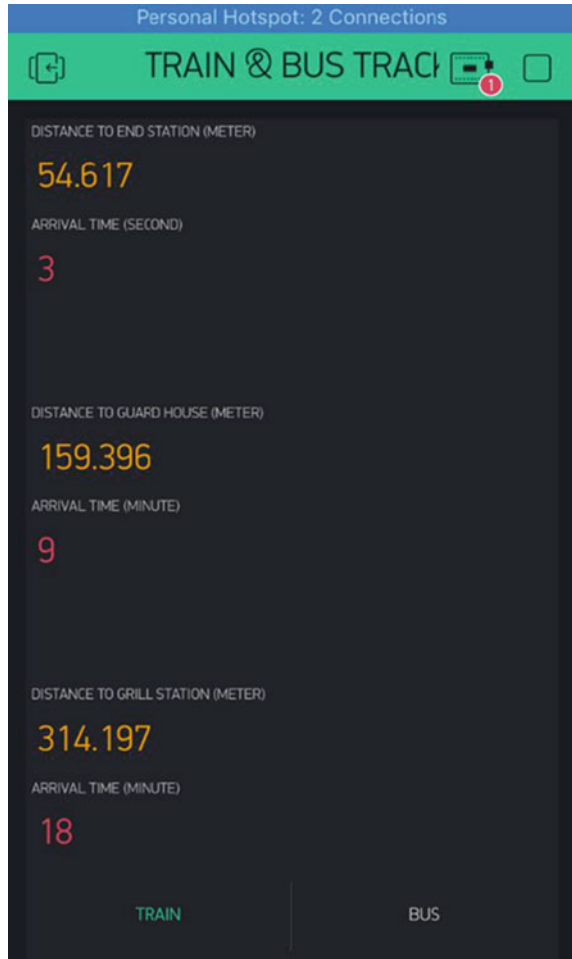 Personal Hotspot: 2 Connections
TRAIN & BUS TRACK
1
DISTANCE TO END STATION (METER)
54.617
ARRIVAL TIME (SECOND)
3
DISTANCE TO GUARD HOUSE (METER)
159.396
ARRIVAL TIME (MINUTE)
9
DISTANCE TO GRILL STATION (METER)
314.197
ARRIVAL TIME (MINUTE)
18
TRAIN BUS